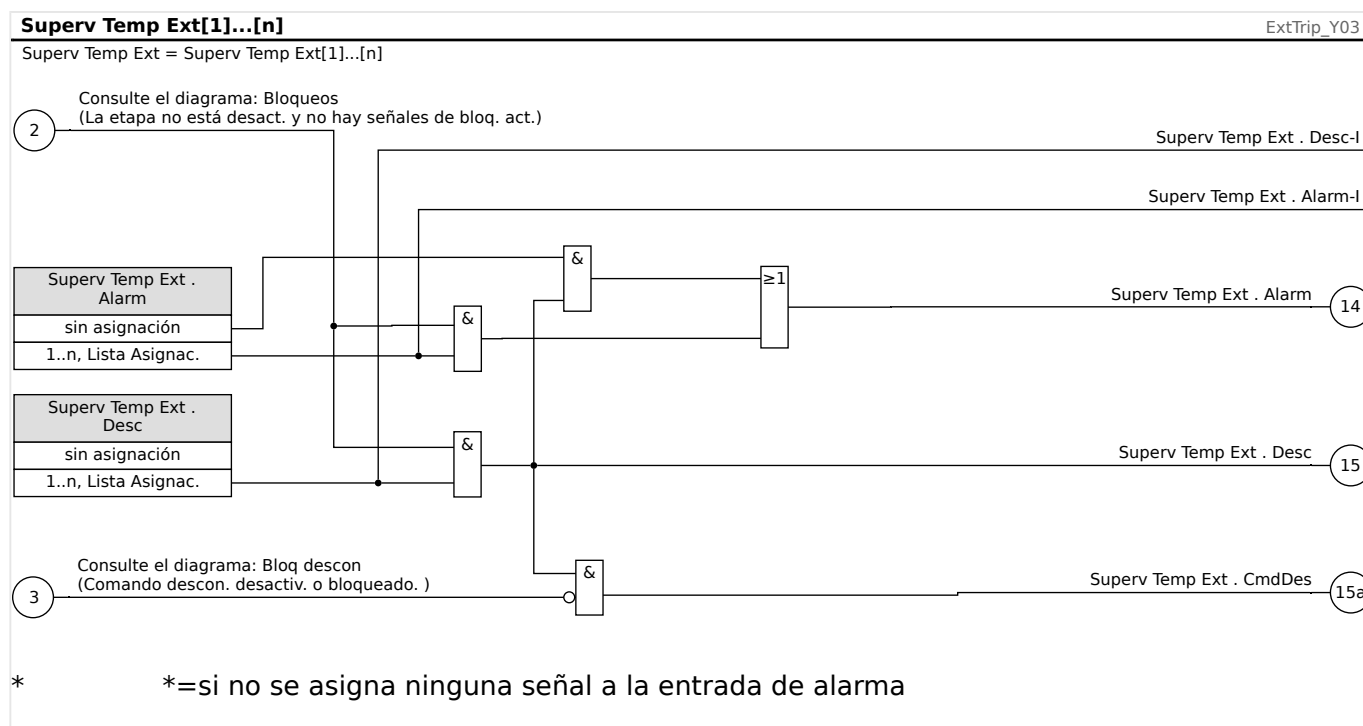 Superv Temp Ext[1]...[n]
ExtTrip_Y03
Superv Temp Ext = Superv Temp Ext[1]...[n]
Consulte el diagrama: Bloqueos
(La etapa no está desact. y no hay señales de bloq. act.)
2
Superv Temp Ext . Desc-I
Superv Temp Ext . Alarm-I
&
Superv Temp Ext .
Alarm
≥1
Superv Temp Ext . Alarm
14
sin asignación
&
1..n, Lista Asignac.
Superv Temp Ext .
Desc
&
sin asignación
Superv Temp Ext . Desc
15
1..n, Lista Asignac.
Consulte el diagrama: Bloq descon
(Comando descon. desactiv. o bloqueado. )
3
&
Superv Temp Ext . CmdDes
15a
* *=si no se asigna ninguna señal a la entrada de alarma